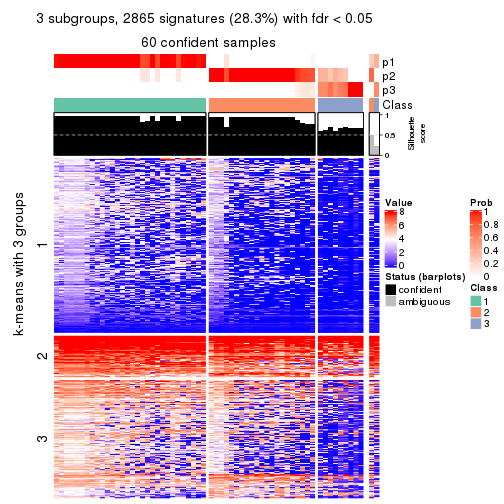 3 subgroups, 2865 signatures (28.3%) with fdr < 0.05
60 confident samples
p1
p2
p3
Class
1
0.5
0
Silhouette
score
k-means with 3 groups
1
2
3
Value
8
6
4
2
0
Status (barplots)
confident
ambiguous
Prob
1
0.8
0.6
0.4
0.2
0
Class
1
2
3